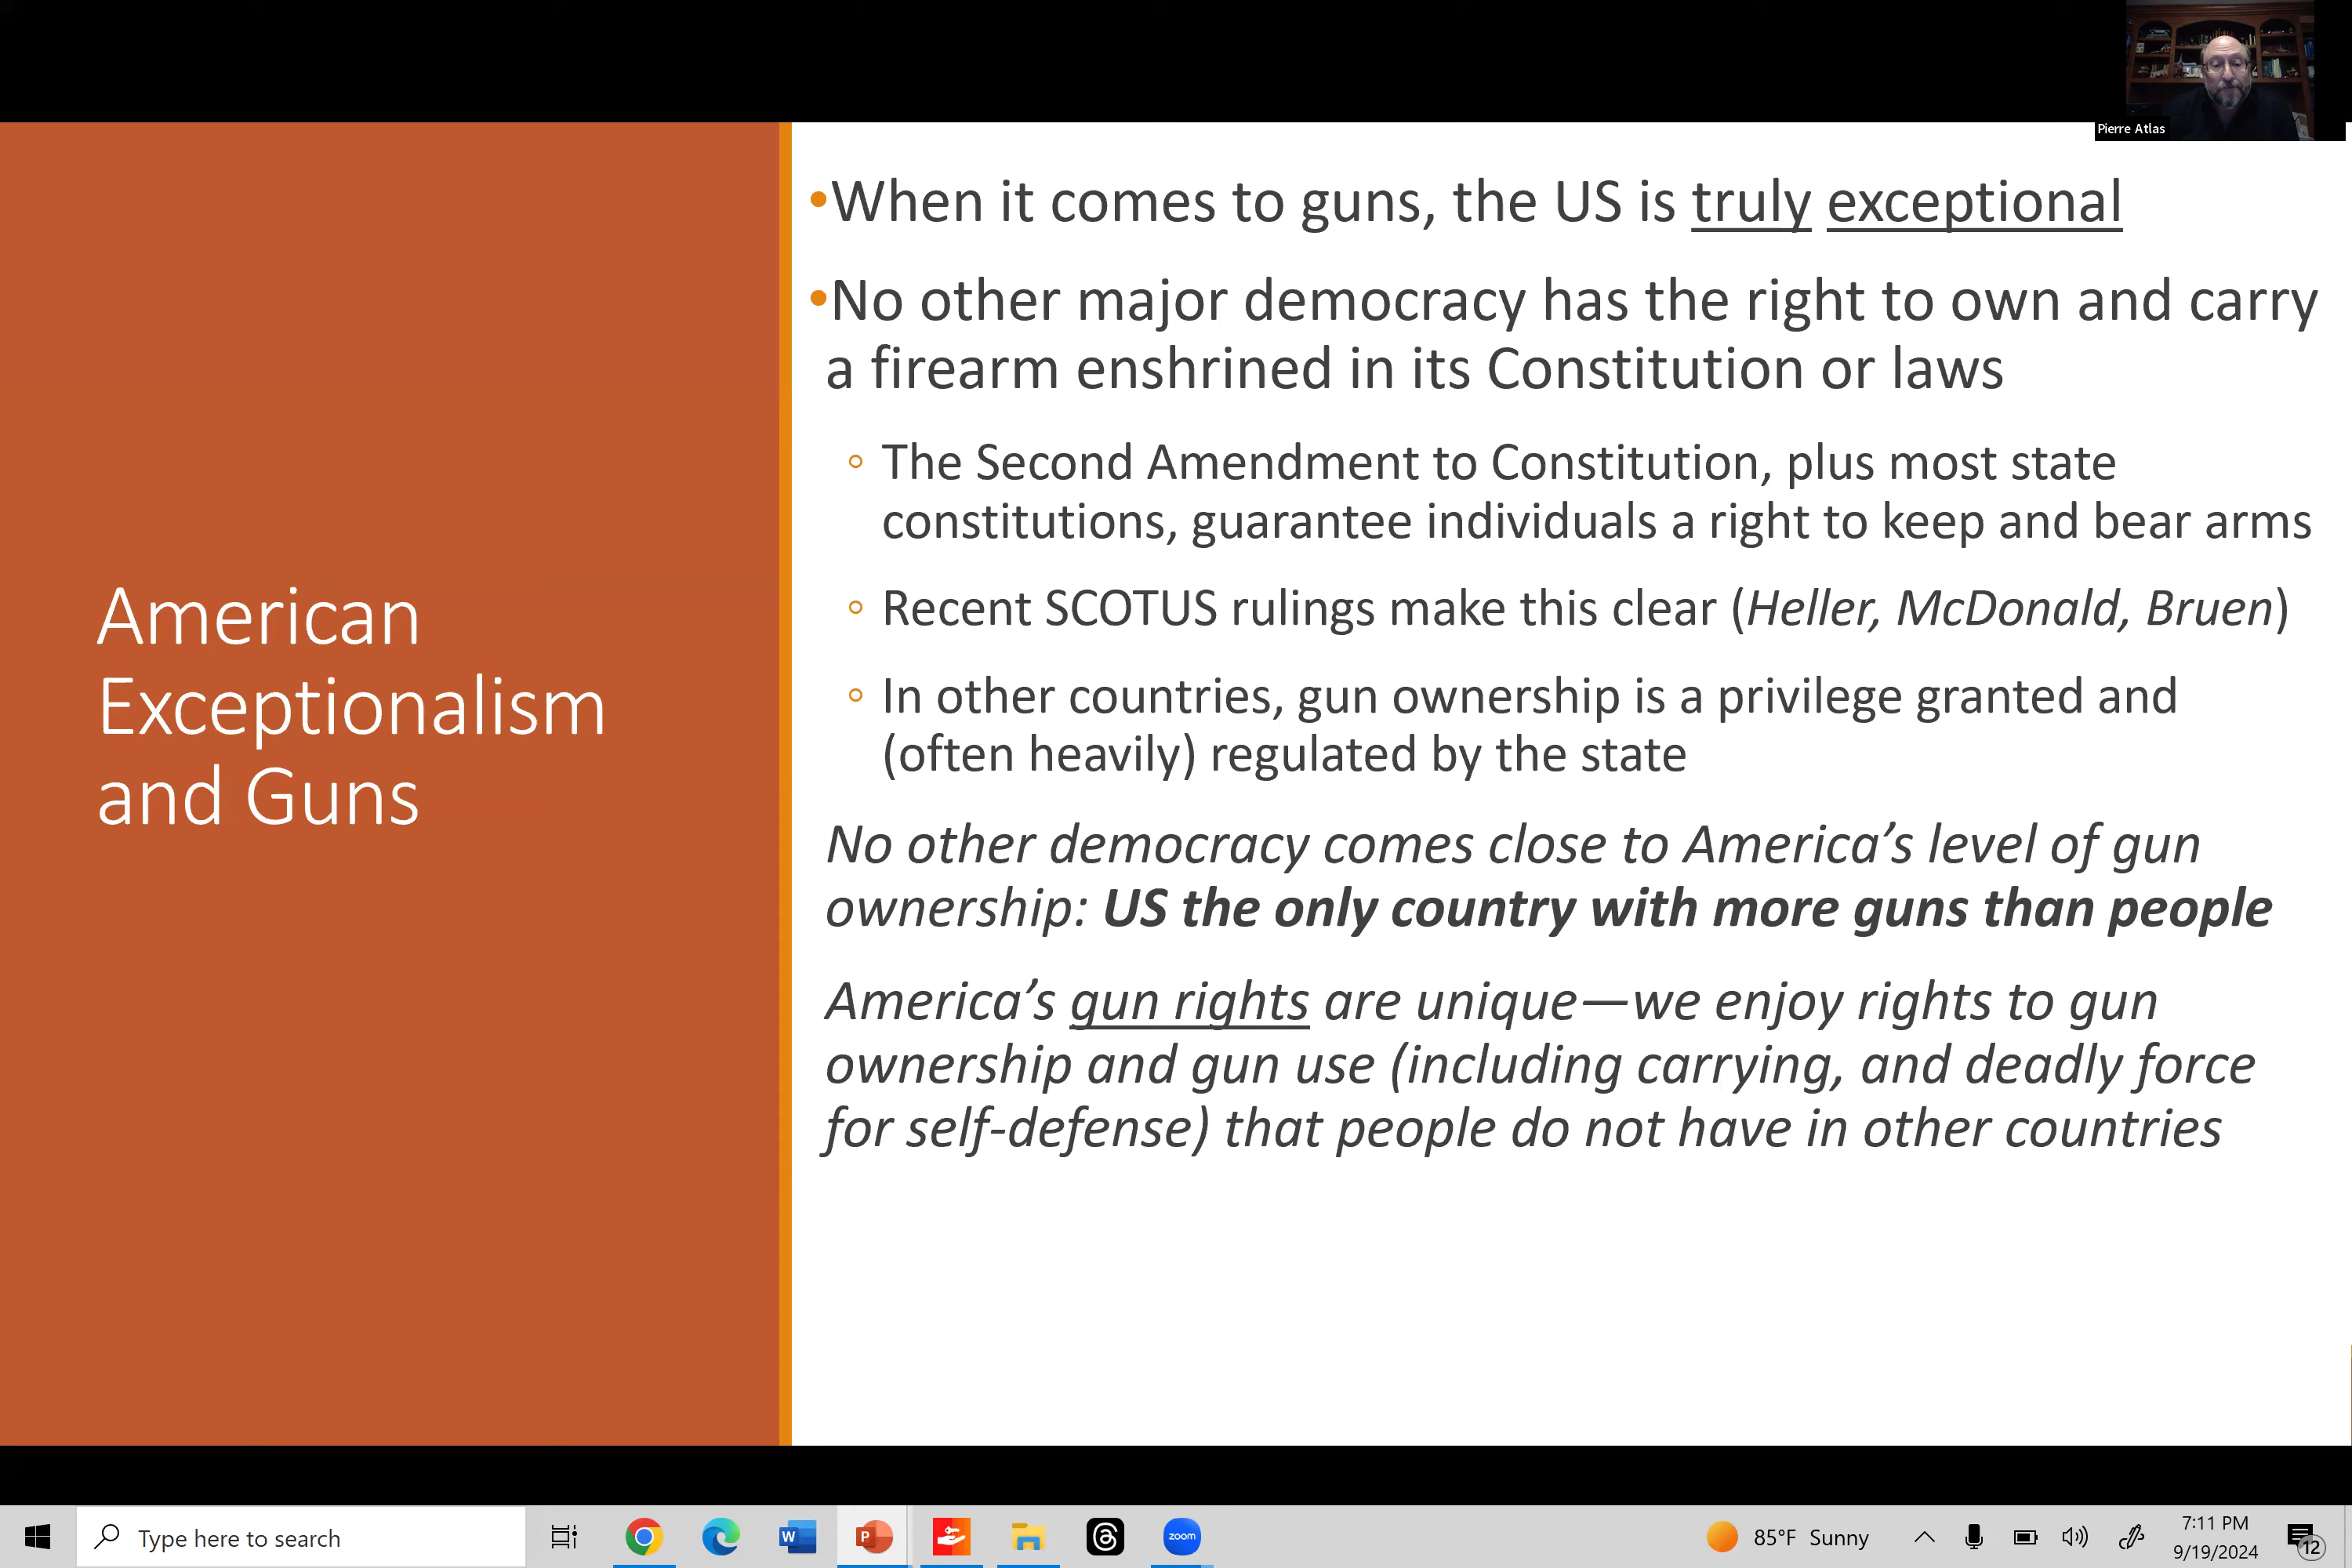 Pierre Atlas
American
Exceptionalism
and Guns
•When it comes to guns, the US is truly exceptional
•No other major democracy has the right to own and carry
a firearm enshrined in its Constitution or laws
◦ The Second Amendment to Constitution, plus most state
constitutions, guarantee individuals a right to keep and bear arms
◦ Recent SCOTUS rulings make this clear (Heller, McDonald, Bruen)
◦ In other countries, gun ownership is a privilege granted and
(often heavily) regulated by the state
No other democracy comes close to America’s level of gun
ownership: US the only country with more guns than people
America’s gun rights are unique—we enjoy rights to gun
ownership and gun use (including carrying, and deadly force
for self-defense) that people do not have in other countries
Type here to search
W
P
zoom
85°F Sunny
7:11 PM
9/19/2024
12